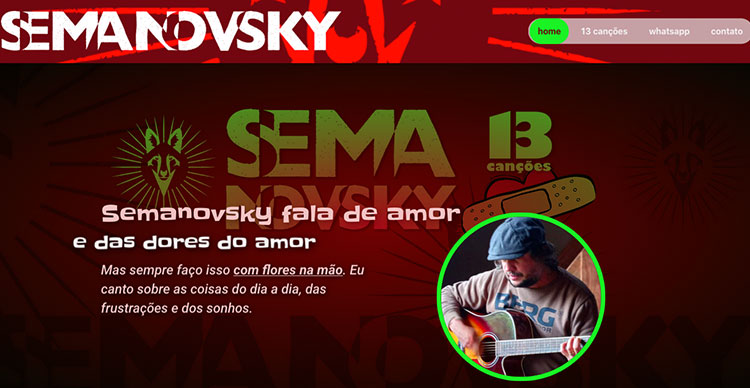 SEMANOVSKY
home 13 canções whatsapp contato
SEMA
NOVSKY
13
canções
Semanovsky fala de amor
e das dores do amor
Mas sempre faço isso com flores na mão. Eu
canto sobre as coisas do dia a dia, das
frustrações e dos sonhos.
BERG
SEMANOVSKY